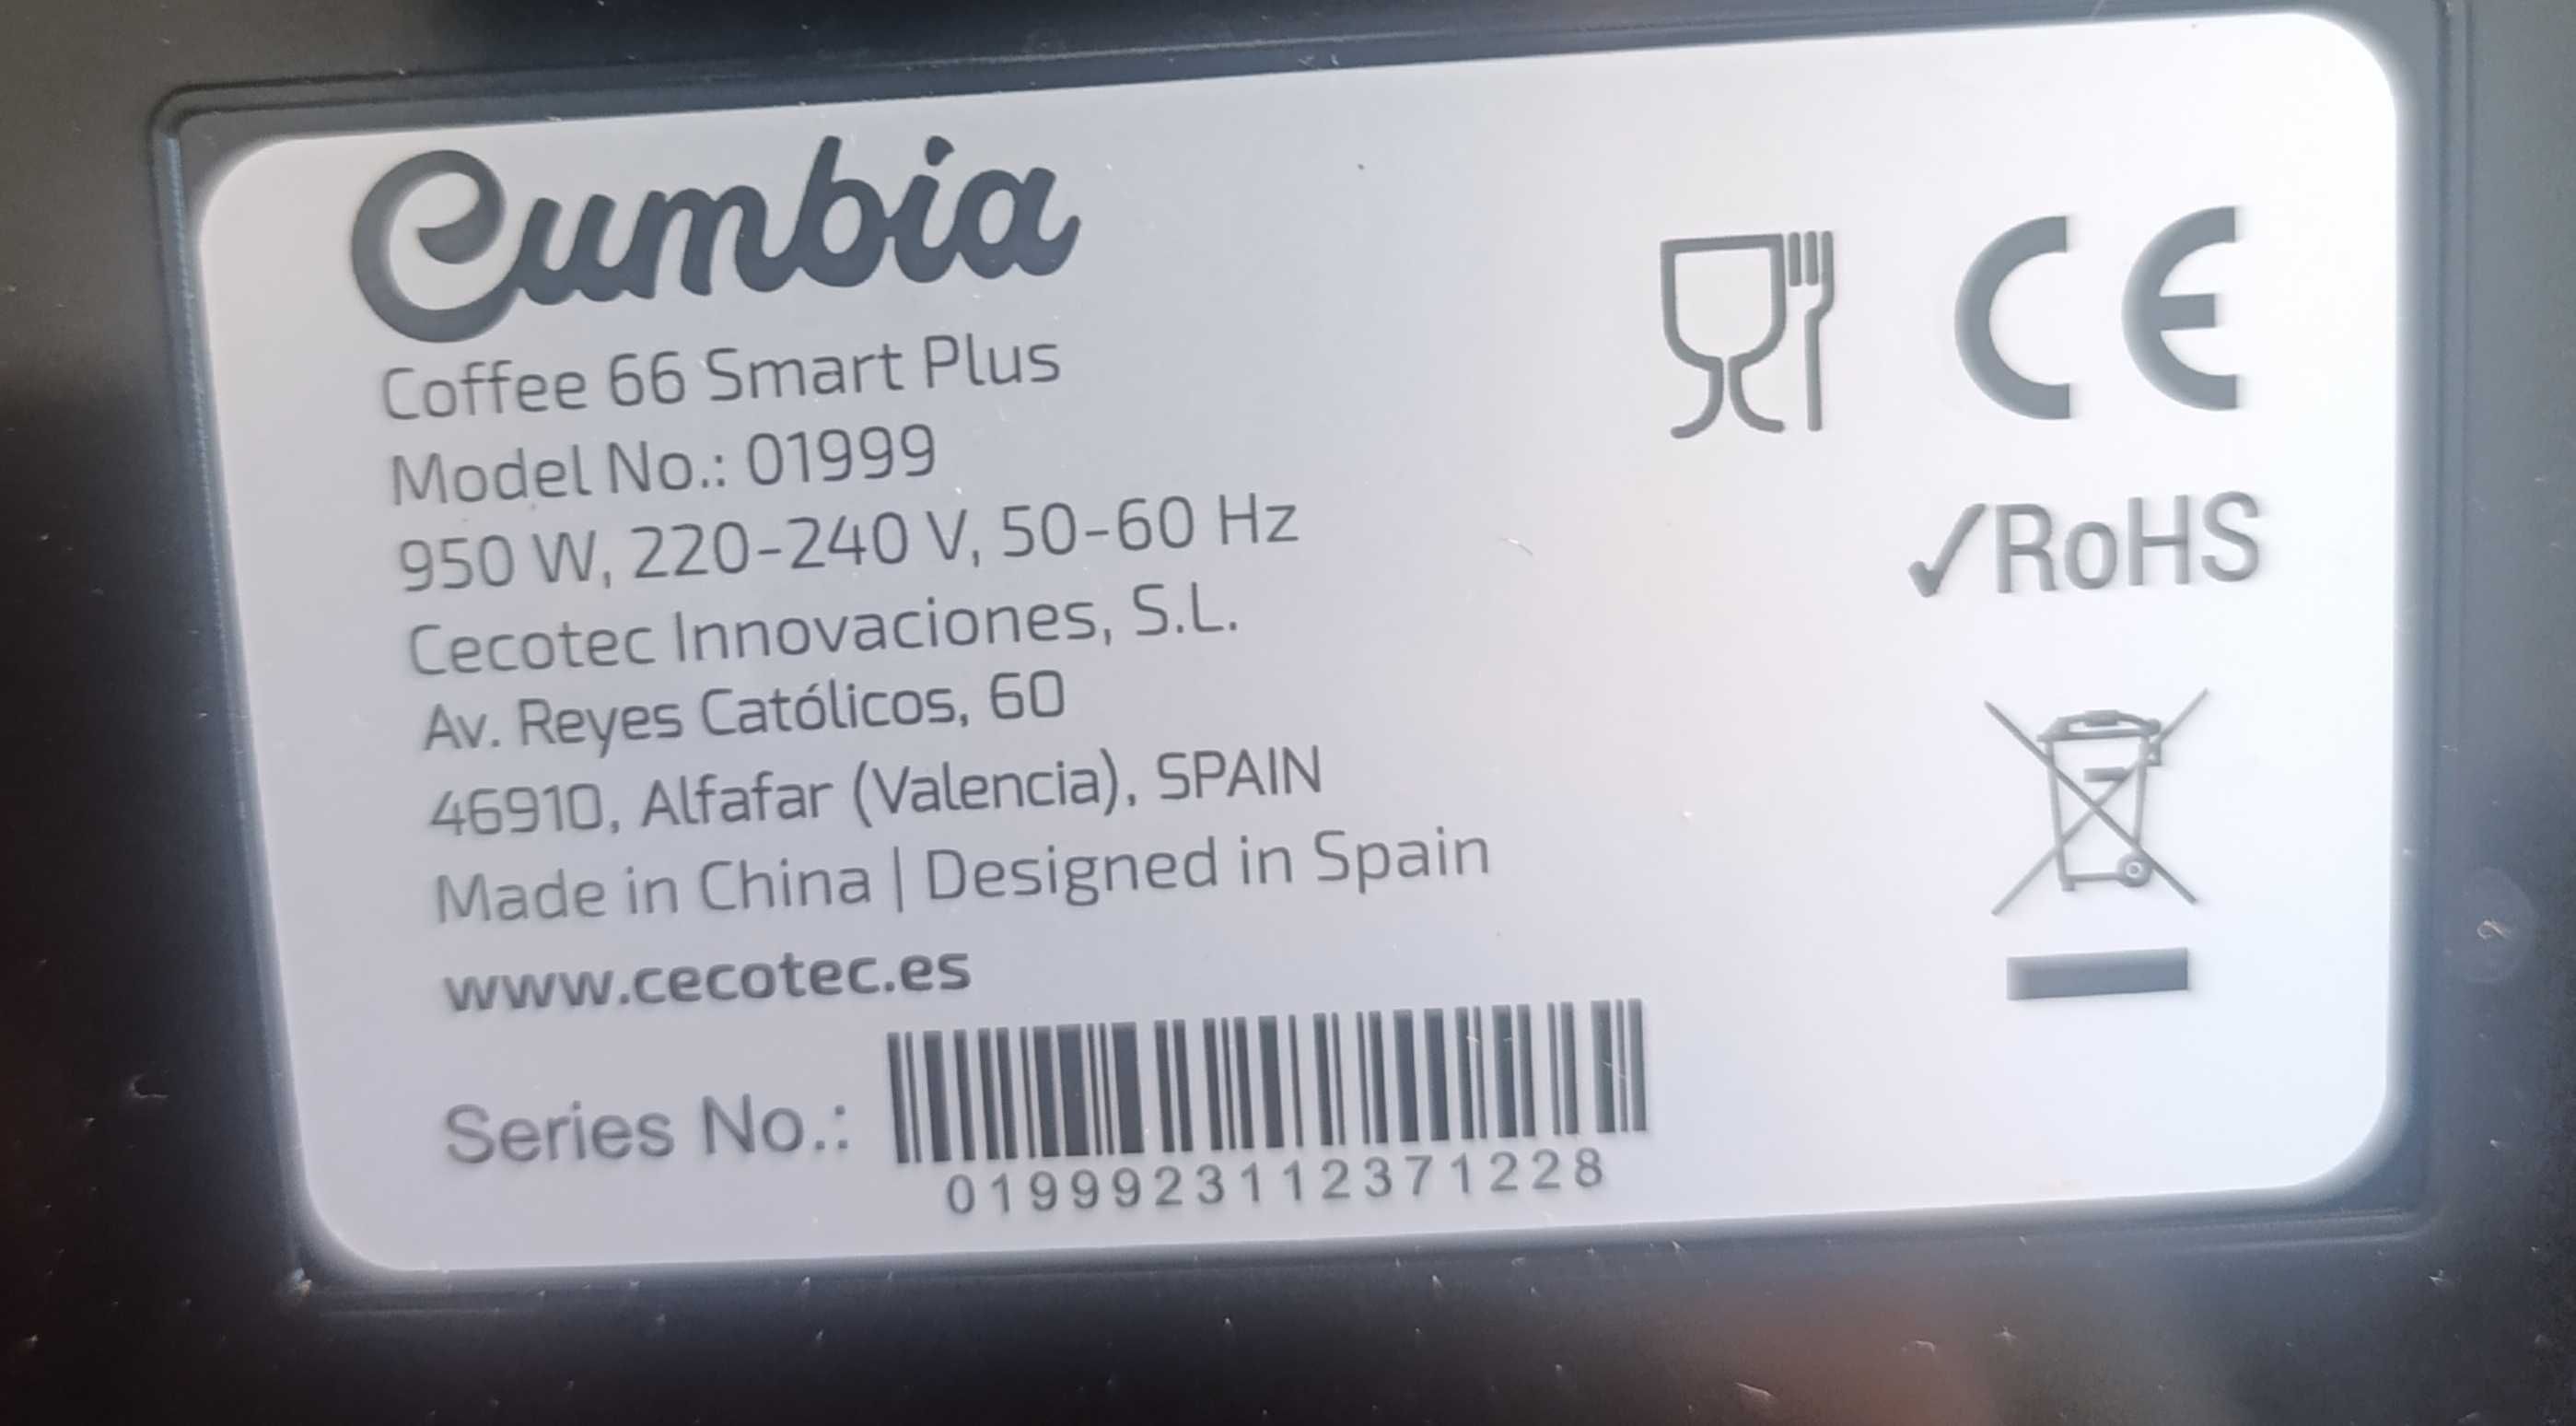 Cumbia
Coffee 66 Smart Plus
Model No.: 01999
950 W, 220-240 V, 50-60 Hz
Cecotec Innovaciones, S.L.
Av. Reyes Católicos, 60
46910, Alfafar (Valencia), SPAIN
Made in China | Designed in Spain
www.cecotec.es
Series No.:
0199923112371228
CE
✓RoHS